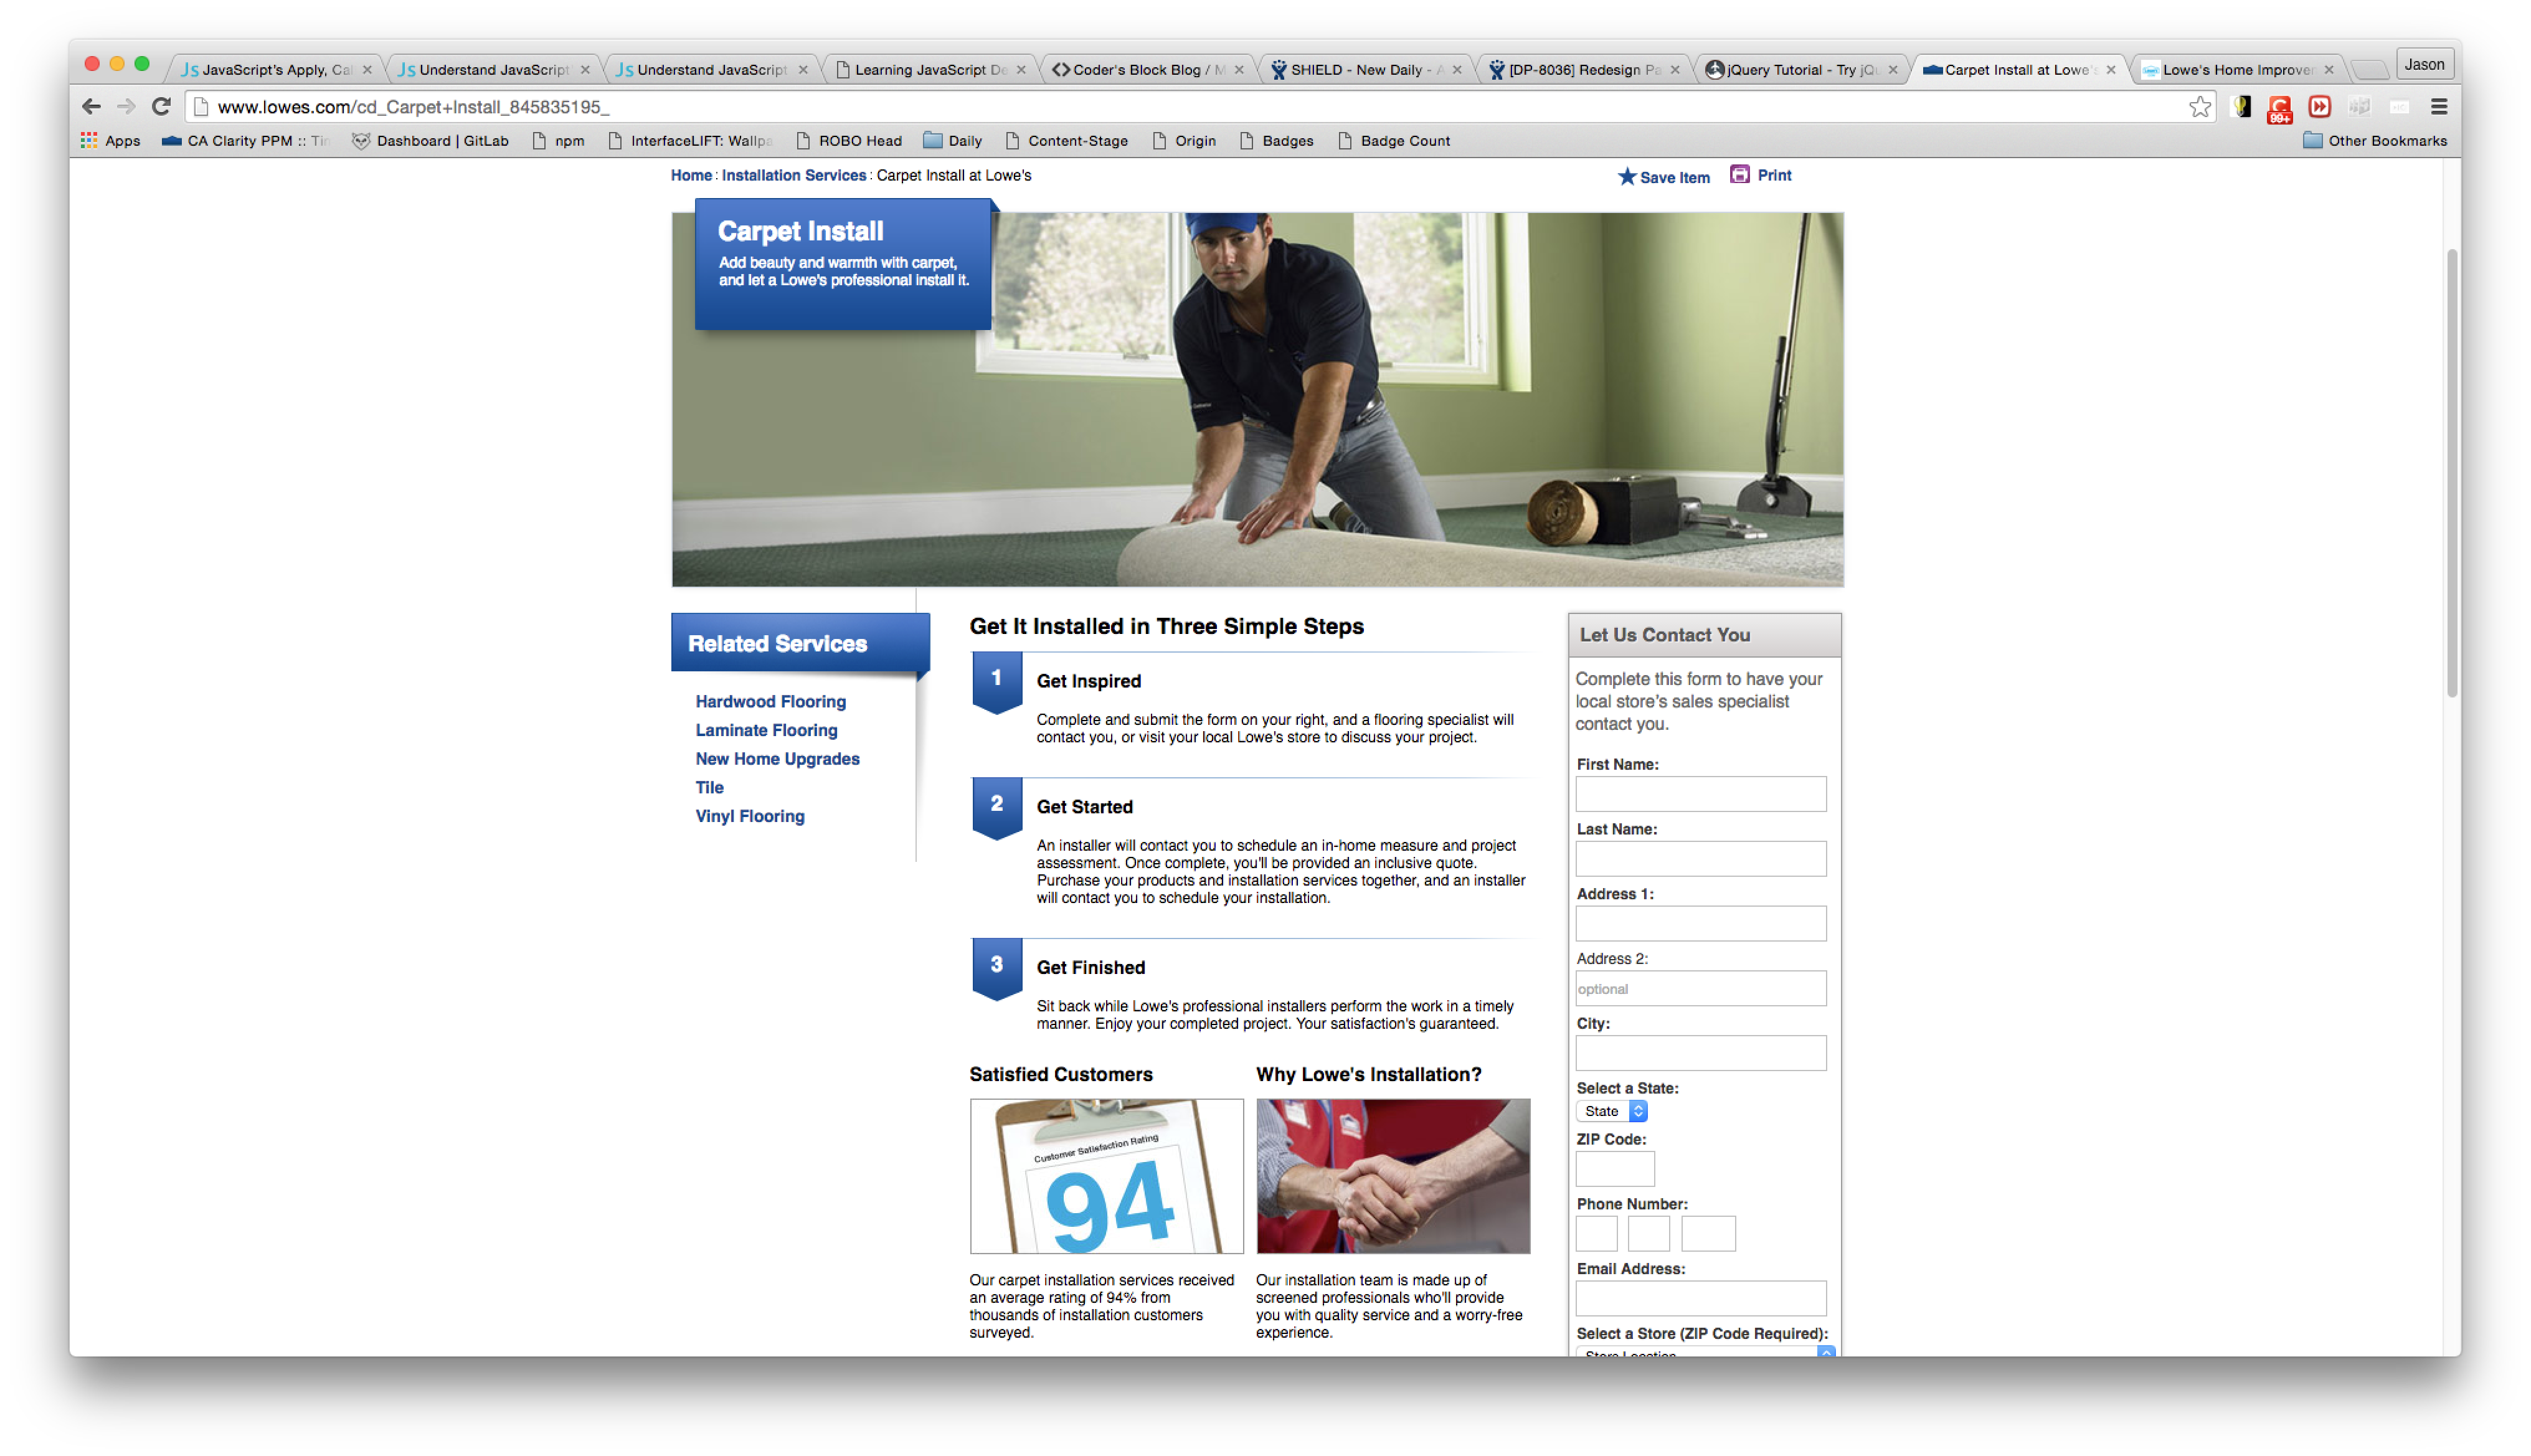 JavaScript's Apply, Cal
Understand JavaScript
Understand JavaScript
Learning JavaScript De
Coder's Block Blog / M
SHIELD - New Daily - A
[DP-8036] Redesign Pa
jQuery Tutorial - Try jQu
Carpet Install at Lowe's
Lowe's Home Improvem
Jason
www.lowes.com/cd_Carpet+Install_845835195_
99+
Apps
CA Clarity PPM :: Tim
Dashboard | GitLab
npm
InterfaceLIFT: Wallpa
ROBO Head
Daily
Content-Stage
Origin
Badges
Badge Count
Other Bookmarks
Home : Installation Services : Carpet Install at Lowe's
Save Item
Print
Carpet Install
Add beauty and warmth with carpet,
and let a Lowe's professional install it.
Related Services
Hardwood Flooring
Laminate Flooring
New Home Upgrades
Tile
Vinyl Flooring
Get It Installed in Three Simple Steps
1
Get Inspired
Complete and submit the form on your right, and a flooring specialist will
contact you, or visit your local Lowe's store to discuss your project.
2
Get Started
An installer will contact you to schedule an in-home measure and project
assessment. Once complete, you'll be provided an inclusive quote.
Purchase your products and installation services together, and an installer
will contact you to schedule your installation.
3
Get Finished
Sit back while Lowe's professional installers perform the work in a timely
manner. Enjoy your completed project. Your satisfaction's guaranteed.
Satisfied Customers
Customer Satisfaction Rating
94
Our carpet installation services received
an average rating of 94% from
thousands of installation customers
surveyed.
Why Lowe's Installation?
Our installation team is made up of
screened professionals who'll provide
you with quality service and a worry-free
experience.
Let Us Contact You
Complete this form to have your
local store's sales specialist
contact you.
First Name:
Last Name:
Address 1:
Address 2:
optional
City:
Select a State:
State
ZIP Code:
Phone Number:
Email Address:
Select a Store (ZIP Code Required):
Store Location